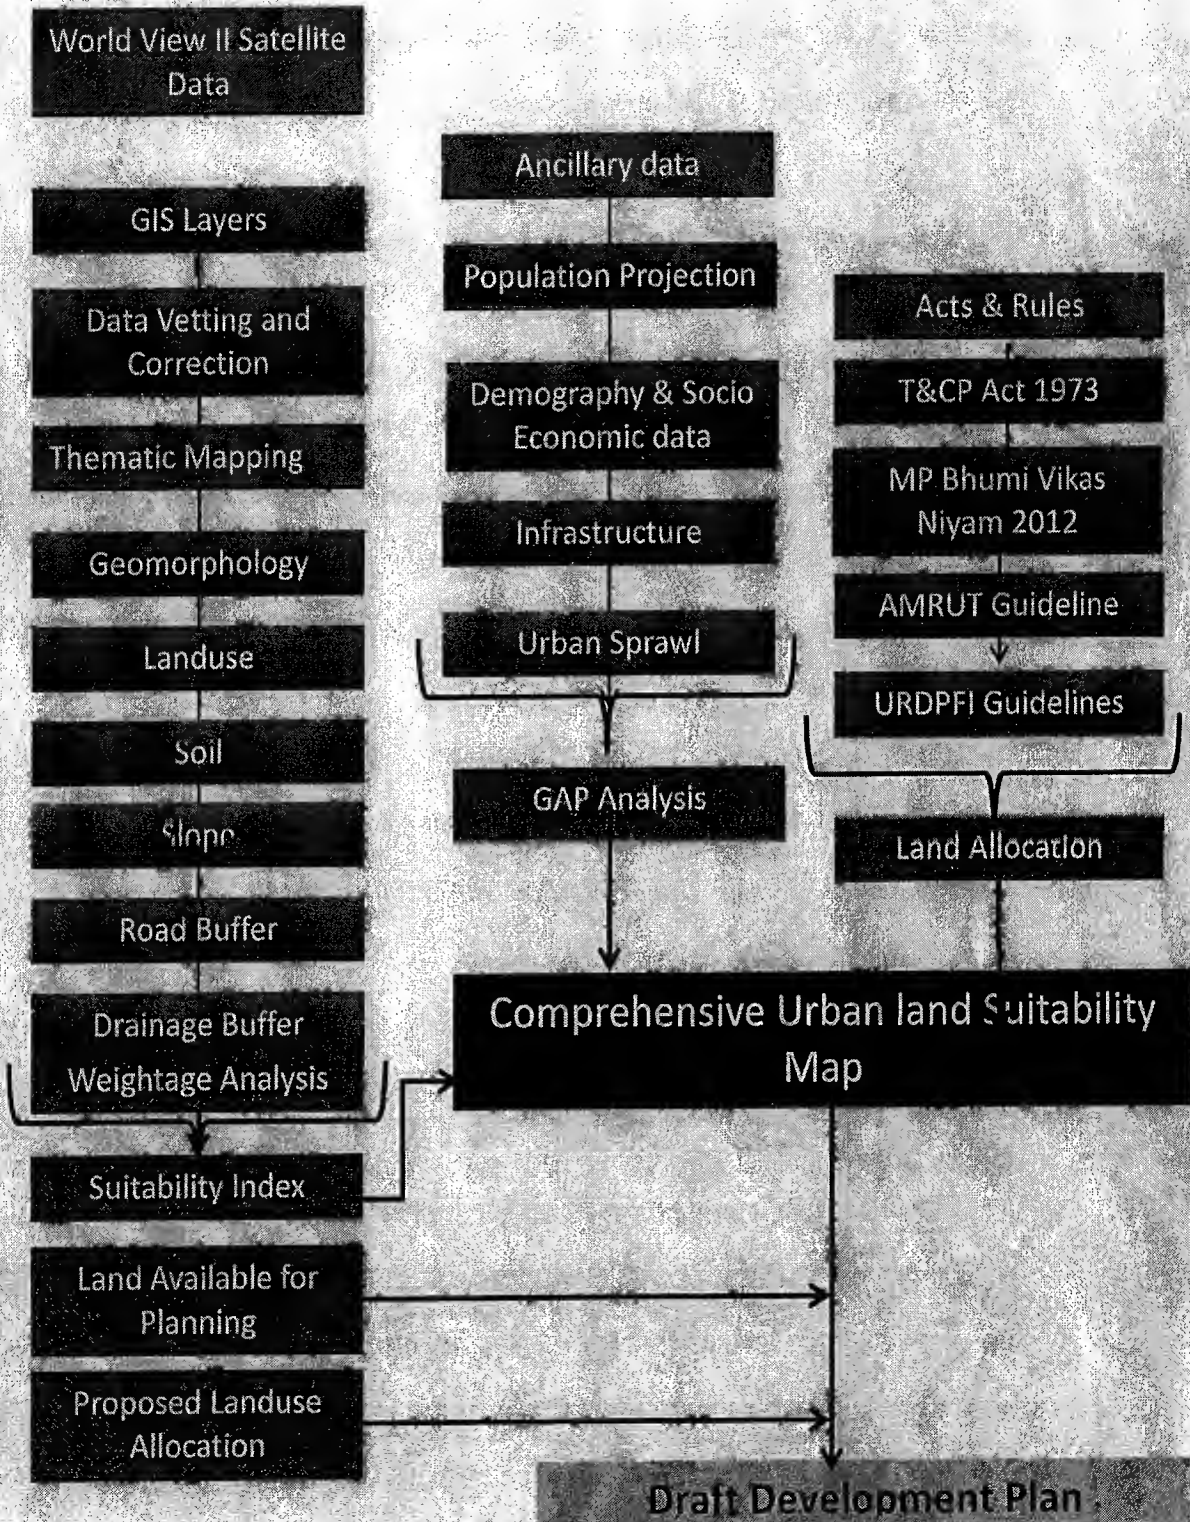 World View II Satellite
Data
GIS Layers
Data Vetting and
Correction
Thematic Mapping
Geomorphology
Landuse
Soil
Slope
Road Buffer
Drainage Buffer
Weightage Analysis
Suitability Index
Land Available for
Planning
Proposed Landuse
Allocation
Ancillary data
Population Projection
Demography & Socio
Economic data
Infrastructure
Urban Sprawl
GAP Analysis
Acts & Rules
T&CP Act 1973
MP Bhumi Vikas
Niyam 2012
AMRUT Guideline
URDPFI Guidelines
Land Allocation
Comprehensive Urban land Suitability
Map
Draft Development Plan